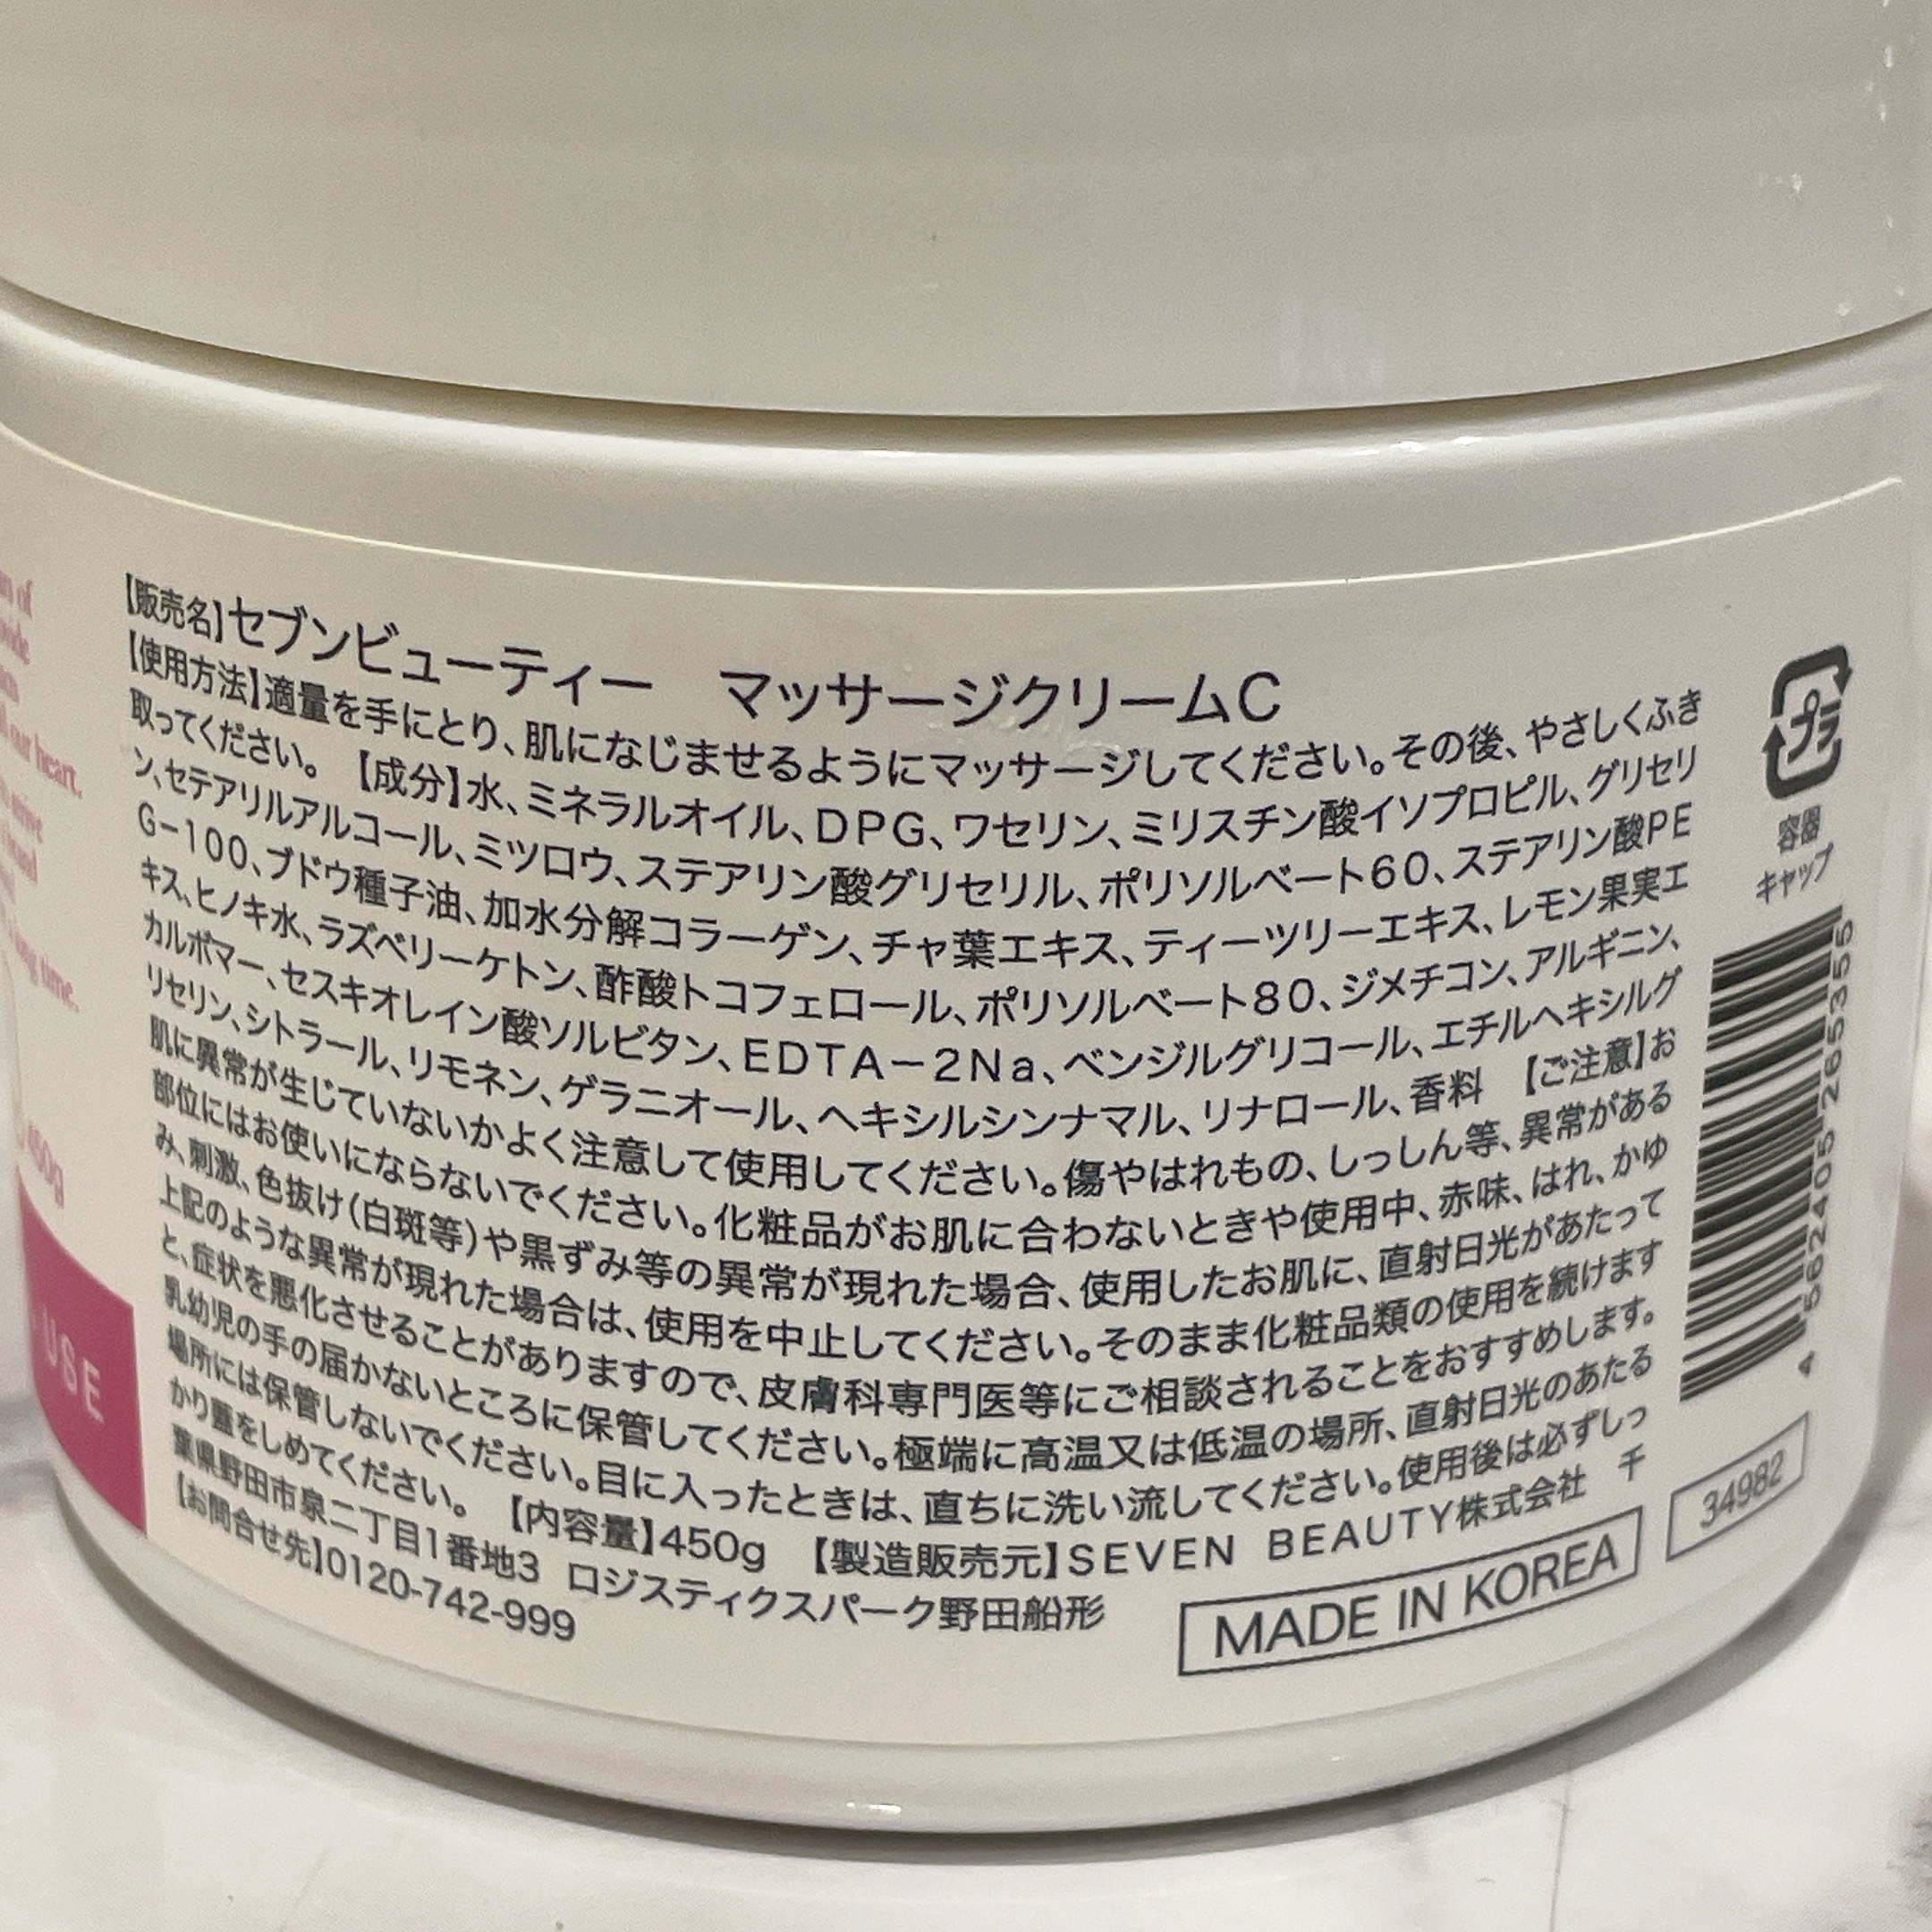 【販売名】セブンビューティー　マッサージクリームC
【使用方法】適量を手にとり、肌になじませるようにマッサージしてください。その後、やさしくふき
取ってください。【成分】水、ミネラルオイル、DPG、ワセリン、ミリスチン酸イソプロピル、グリセリ
ン、セテアリルアルコール、ミツロウ、ステアリン酸グリセリル、ポリソルベート60、ステアリン酸PE
G-100、ブドウ種子油、加水分解コラーゲン、チャ葉エキス、ティーツリーエキス、レモン果実エ
キス、ヒノキ水、ラズベリーケトン、酢酸トコフェロール、ポリソルベート80、ジメチコン、アルギニン、
カルボマー、セスキオレイン酸ソルビタン、EDTA-2Na、ベンジルグリコール、エチルヘキシルグ
リセリン、シトラール、リモネン、ゲラニオール、ヘキシルシンナマル、リナロール、香料　【ご注意】お
肌に異常が生じていないかよく注意して使用してください。傷やはれもの、しっしん等、異常がある
部位にはお使いにならないでください。化粧品がお肌に合わないときや使用中、赤味、はれ、かゆ
み、刺激、色抜け(白斑等)や黒ずみ等の異常が現れた場合、使用したお肌に、直射日光があたって
上記のような異常が現れた場合は、使用を中止してください。そのまま化粧品類の使用を続けます
と、症状を悪化させることがありますので、皮膚科専門医等にご相談されることをおすすめします。
乳幼児の手の届かないところに保管してください。極端に高温又は低温の場所、直射日光のあたる
場所には保管しないでください。目に入ったときは、直ちに洗い流してください。使用後は必ずしっ
かり蓋をしめてください。【内容量】450g　【製造販売元】SEVEN BEAUTY株式会社　千
葉県野田市泉二丁目1番地3 ロジスティクスパーク野田船形
【お問合せ先】0120-742-999
MADE IN KOREA
34982
プラ
容器
キャップ
4 562405 265355
our heart.
time.
450g
USE